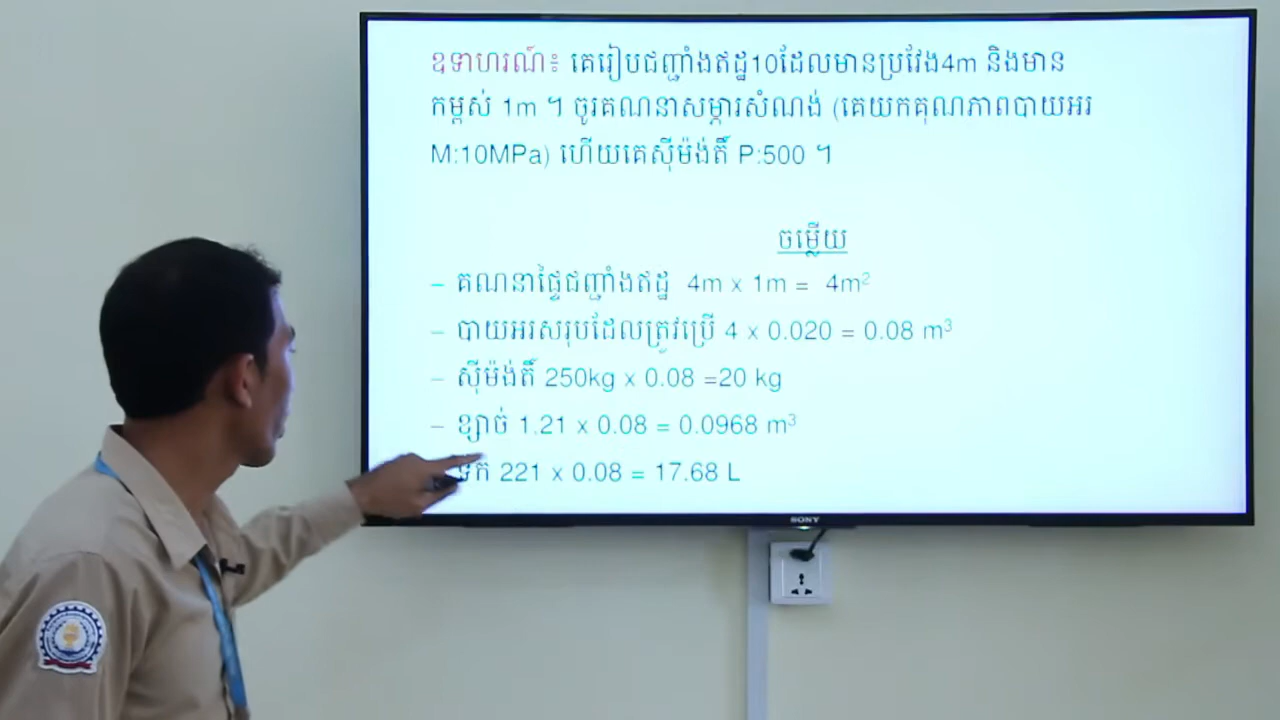 ឧទាហរណ៍៖ គេរៀបជញ្ជាំងឥដ្ឋ10ដែលមានប្រវែង4m និងមាន
កម្ពស់ 1m ។ ចូរគណនាសម្ភារសំណង់ (គេយកគុណភាពបាយអរ
M:10MPa) ហើយគេស៊ីម៉ង់តិ៍ P:500 ។
ចម្លើយ
– គណនាផ្ទៃជញ្ជាំងឥដ្ឋ 4m x 1m = 4m²
– បាយអរសរុបដែលត្រូវប្រើ 4 x 0.020 = 0.08 m³
– ស៊ីម៉ង់តិ៍ 250kg x 0.08 =20 kg
– ខ្សាច់ 1.21 x 0.08 = 0.0968 m³
ទឹក 221 x 0.08 = 17.68 L
SONY